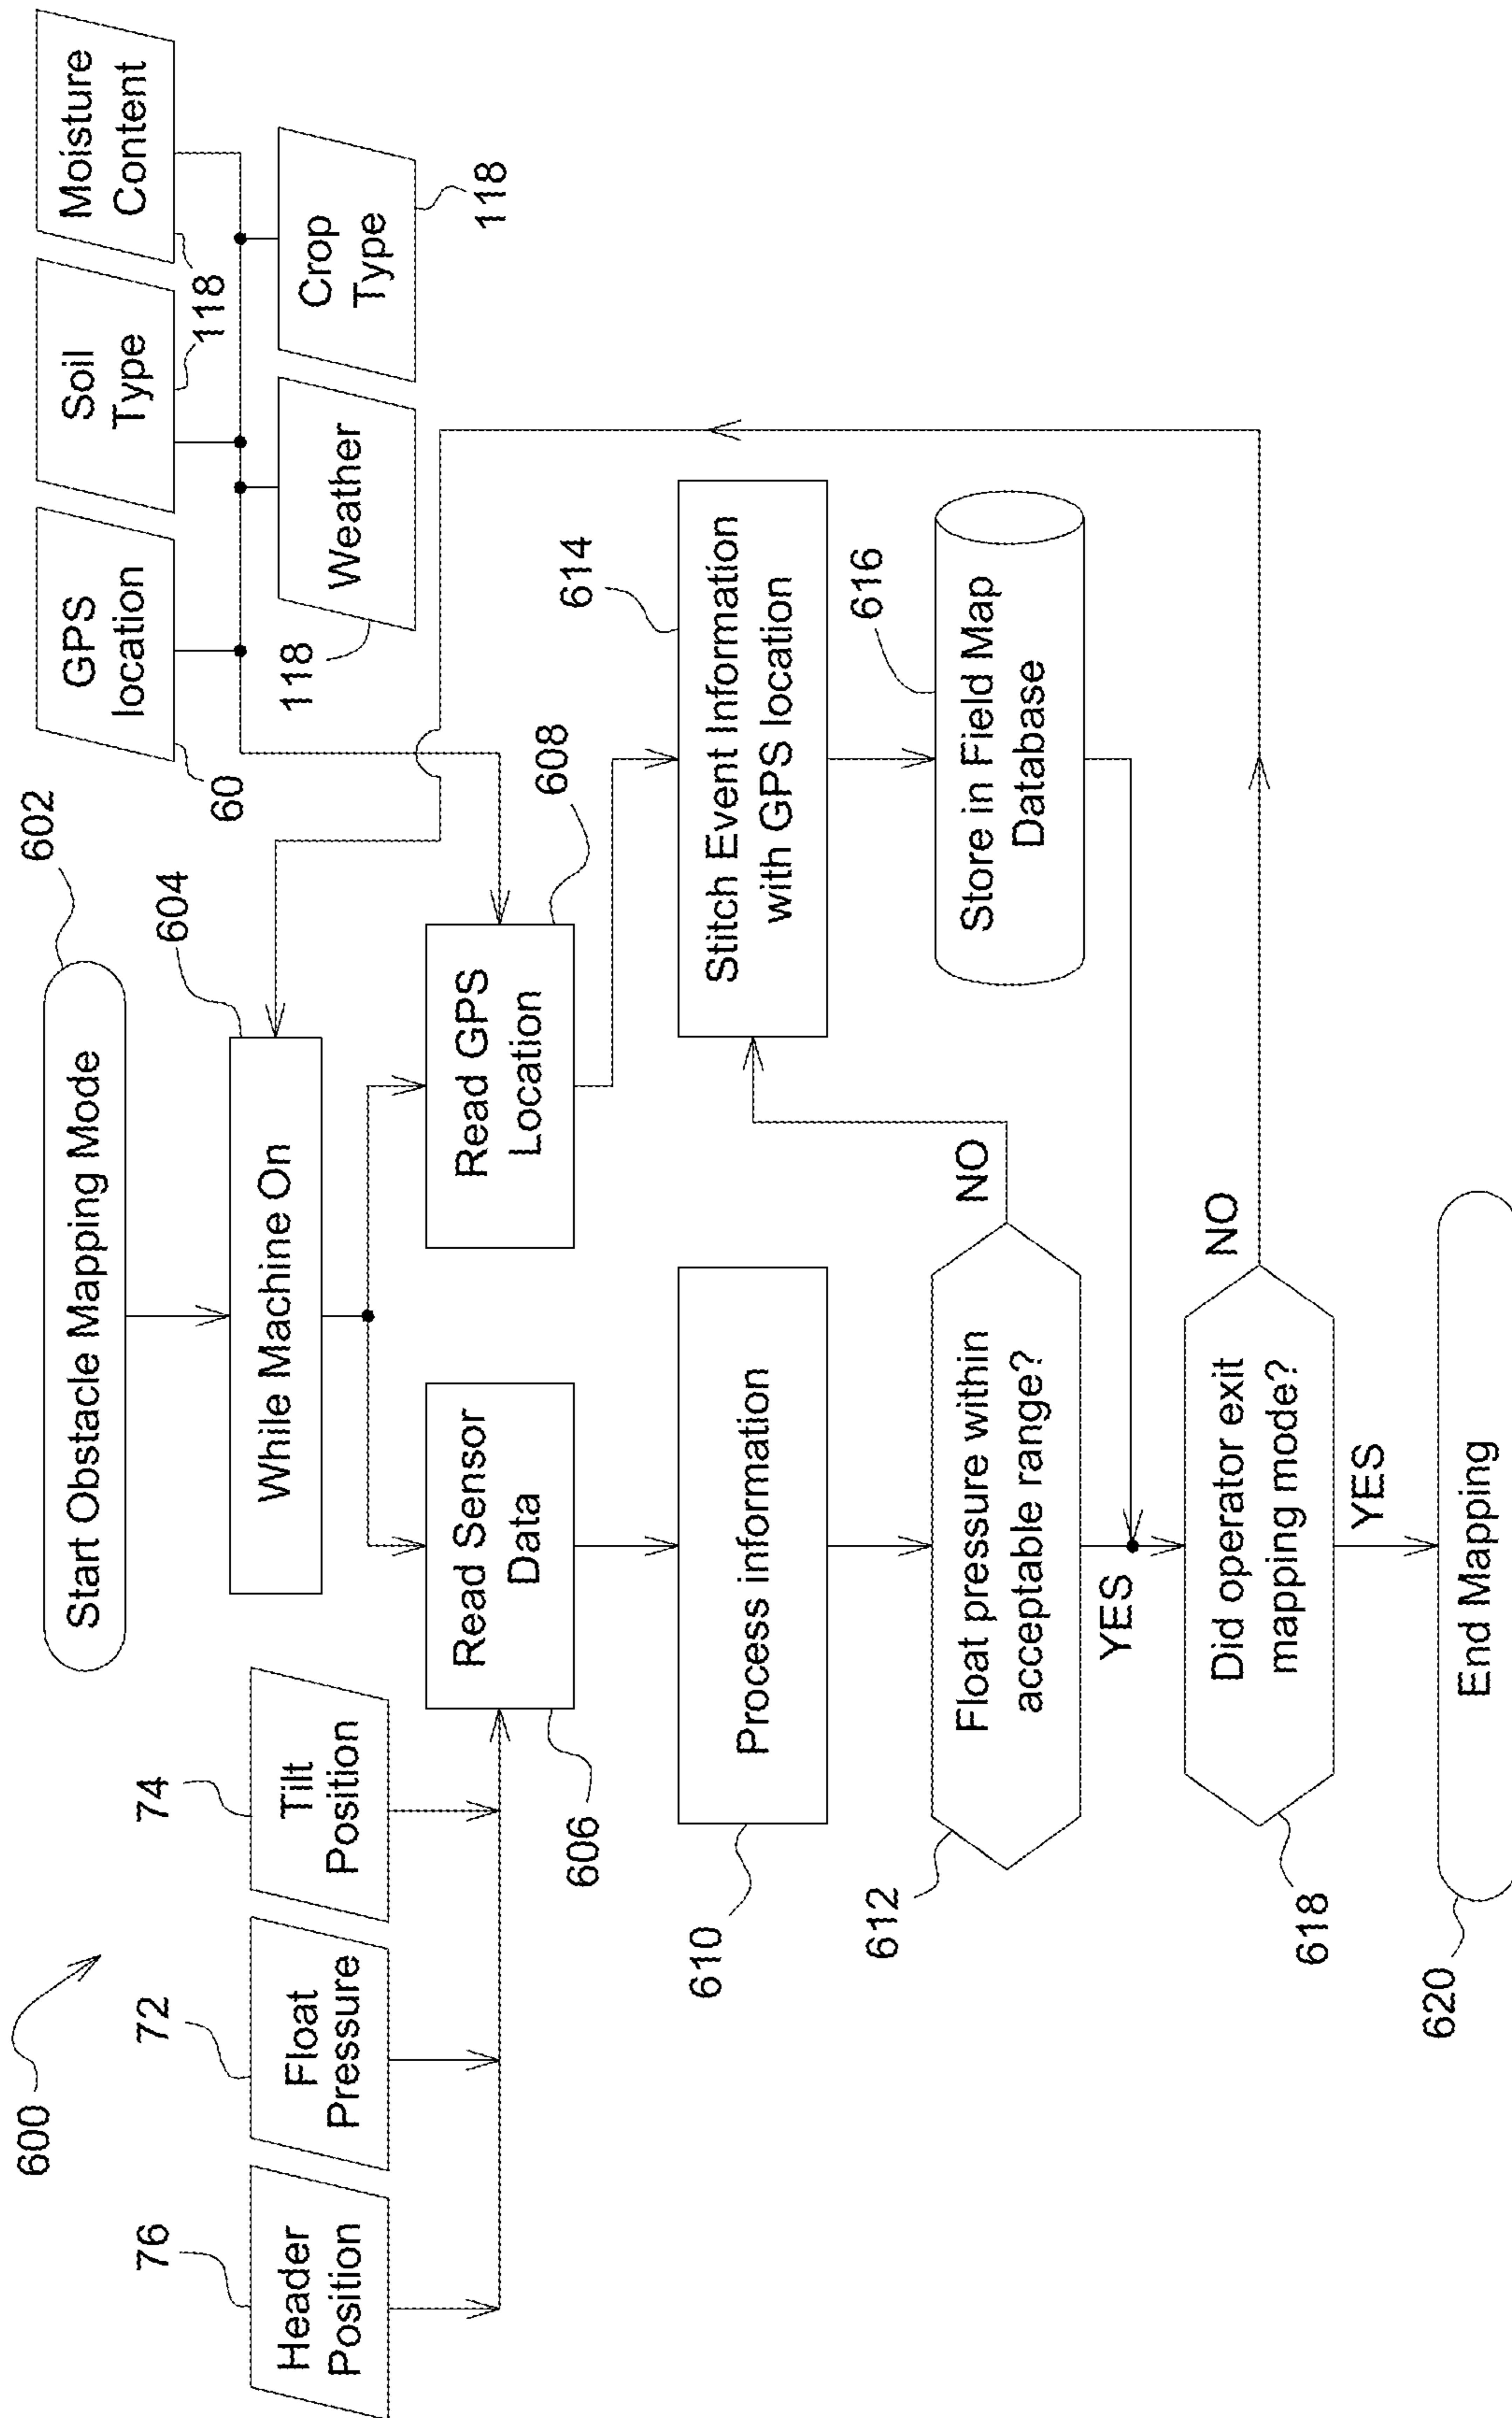 600
602
Start Obstacle Mapping Mode
GPS
location
60
Soil
Type
118
Moisture
Content
118
Weather
118
Crop
Type
118
604
While Machine On
76
Header
Position
72
Float
Pressure
74
Tilt
Position
Read Sensor
Data
606
Read GPS
Location
608
610
Process information
614
Stitch Event Information
with GPS location
612
Float pressure within
acceptable range?
NO
YES
616
Store in Field Map
Database
618
Did operator exit
mapping mode?
NO
YES
620
End Mapping